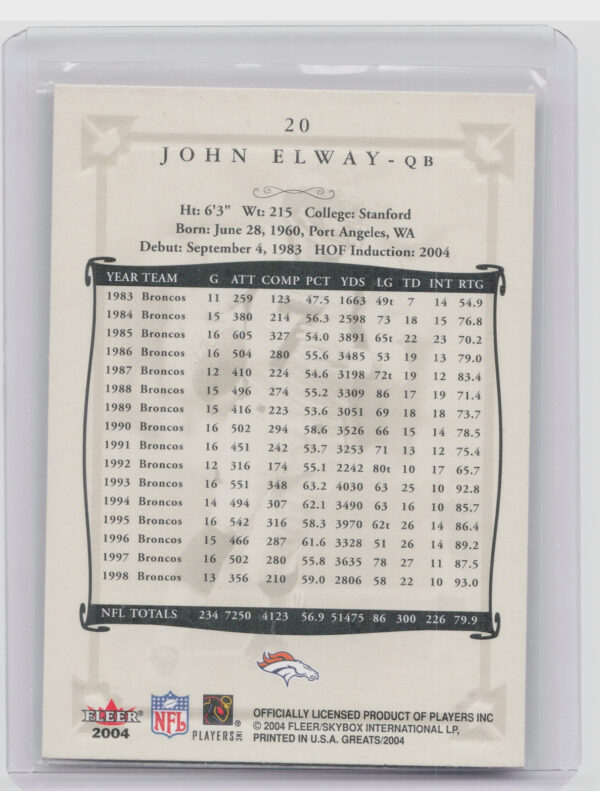 20
JOHN ELWAY - QB
Ht: 6'3" Wt: 215 College: Stanford
Born: June 28, 1960, Port Angeles, WA
Debut: September 4, 1983 HOF Induction: 2004
YEAR TEAM G ATT COMP PCT YDS LG TD INT RTG
1983 Broncos 11 259 123 47.5 1663 49t 7 14 54.9
1984 Broncos 15 380 214 56.3 2598 73 18 15 76.8
1985 Broncos 16 605 327 54.0 3891 65t 22 23 70.2
1986 Broncos 16 504 280 55.6 3485 53 19 13 79.0
1987 Broncos 12 410 224 54.6 3198 72t 19 12 83.4
1988 Broncos 15 496 274 55.2 3309 86 17 19 71.4
1989 Broncos 15 416 223 53.6 3051 69 18 18 73.7
1990 Broncos 16 502 294 58.6 3526 66 15 14 78.5
1991 Broncos 16 451 242 53.7 3253 71 13 12 75.4
1992 Broncos 12 316 174 55.1 2242 80t 10 17 65.7
1993 Broncos 16 551 348 63.2 4030 63 25 10 92.8
1994 Broncos 14 494 307 62.1 3490 63 16 10 85.7
1995 Broncos 16 542 316 58.3 3970 62t 26 14 86.4
1996 Broncos 15 466 287 61.6 3328 51 26 14 89.2
1997 Broncos 16 502 280 55.8 3635 78 27 11 87.5
1998 Broncos 13 356 210 59.0 2806 58 22 10 93.0
NFL TOTALS 234 7250 4123 56.9 51475 86 300 226 79.9
FLEER
2004
NFL
PLAYERS INC
OFFICIALLY LICENSED PRODUCT OF PLAYERS INC
© 2004 FLEER/SKYBOX INTERNATIONAL LP,
PRINTED IN U.S.A. GREATS/2004